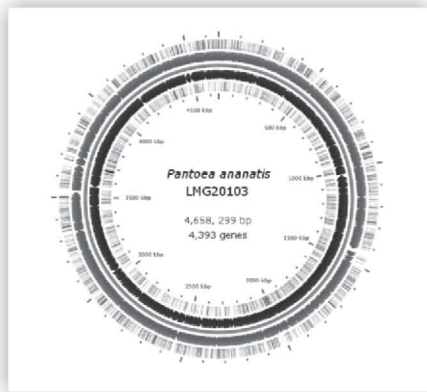 Pantoea ananatis
LMG20103
4,658, 299 bp
4,393 genes
500 kbp
1000 kbp
1500 kbp
2000 kbp
2500 kbp
3000 kbp
3500 kbp
4000 kbp
4500 kbp